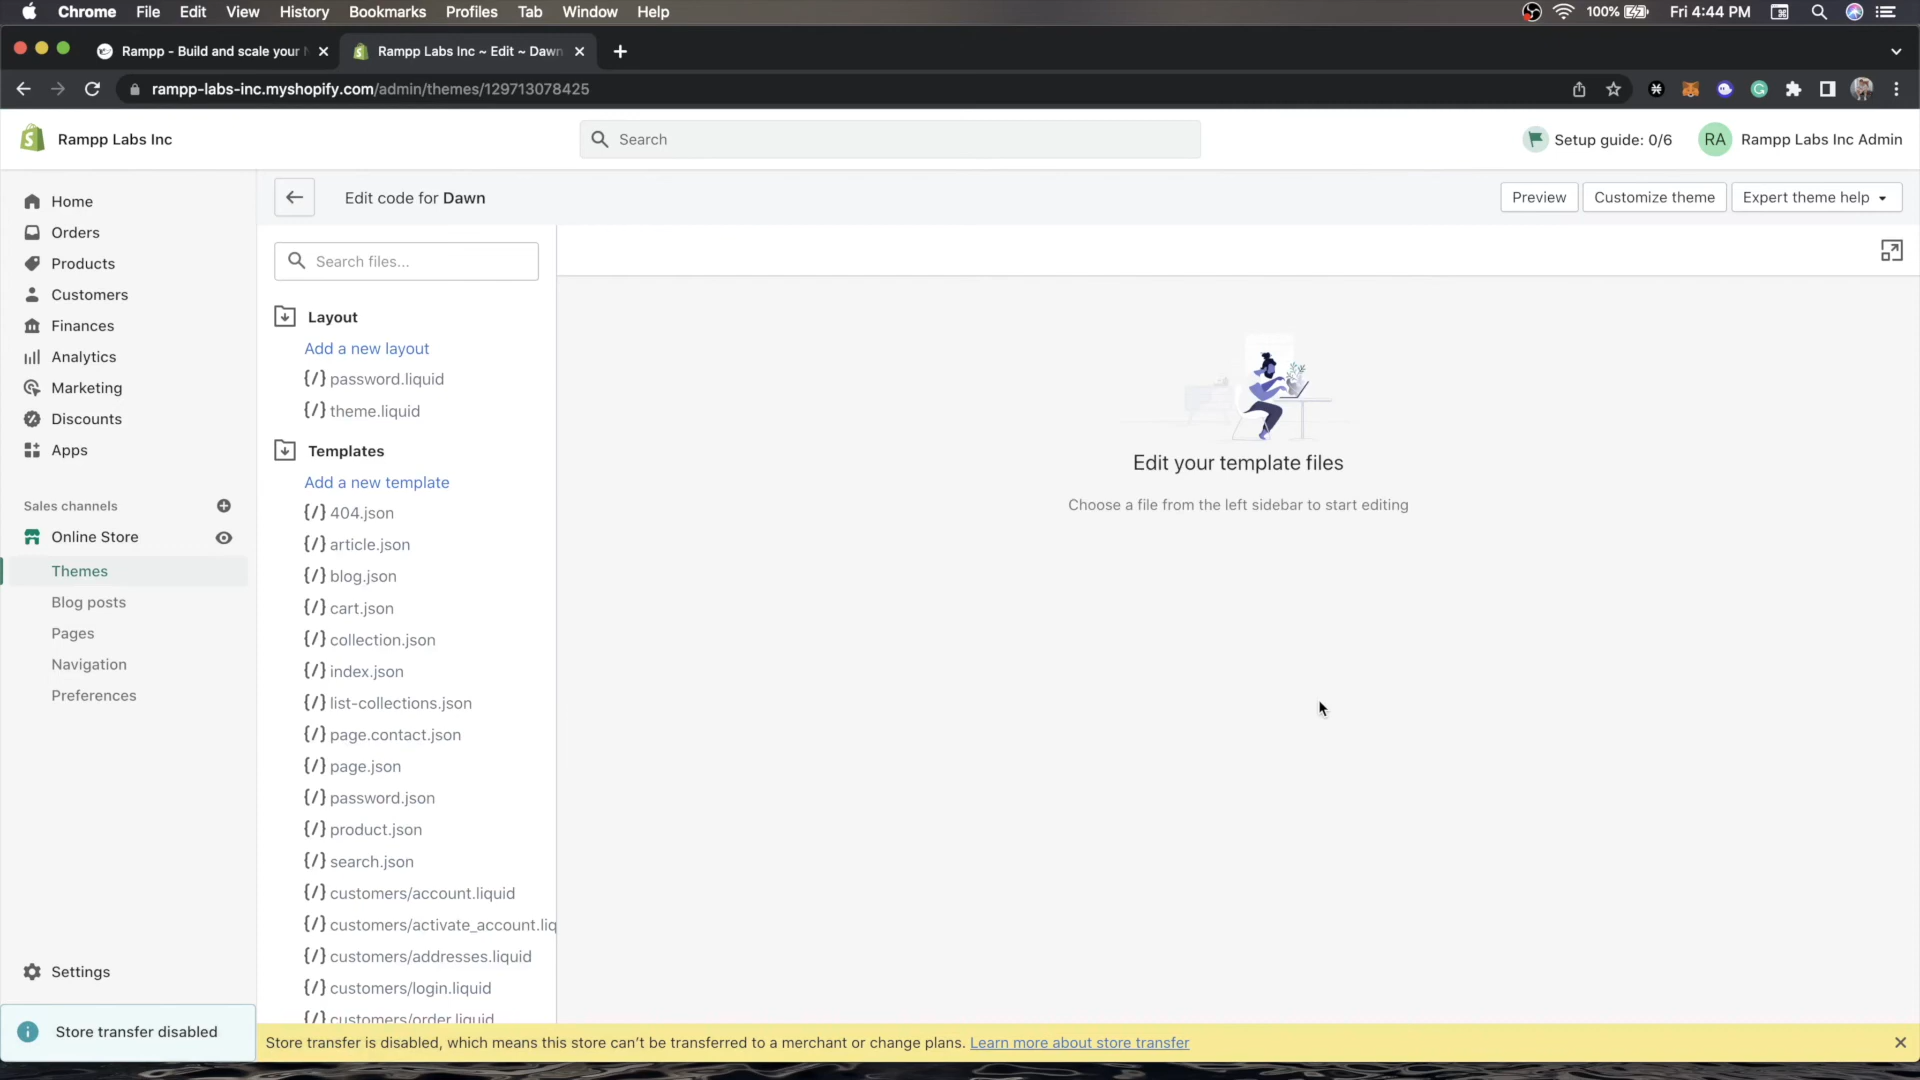 Chrome File Edit View History Bookmarks Profiles Tab Window Help 100% Fri 4:44 PM
Rampp - Build and scale your Rampp Labs Inc ~ Edit ~ Dawn
rampp-labs-inc.myshopify.com/admin/themes/129713078425
Rampp Labs Inc Search Setup guide: 0/6 RA Rampp Labs Inc Admin
Home
Orders
Products
Customers
Finances
Analytics
Marketing
Discounts
Apps
Sales channels
Online Store
Themes
Blog posts
Pages
Navigation
Preferences
Settings
Store transfer disabled
Edit code for Dawn Preview Customize theme Expert theme help
Search files...
Layout
Add a new layout
{/} password.liquid
{/} theme.liquid
Templates
Add a new template
{/} 404.json
{/} article.json
{/} blog.json
{/} cart.json
{/} collection.json
{/} index.json
{/} list-collections.json
{/} page.contact.json
{/} page.json
{/} password.json
{/} product.json
{/} search.json
{/} customers/account.liquid
{/} customers/activate_account.liq
{/} customers/addresses.liquid
{/} customers/login.liquid
{/} customers/order.liquid
Edit your template files
Choose a file from the left sidebar to start editing
Store transfer is disabled, which means this store can't be transferred to a merchant or change plans. Learn more about store transfer